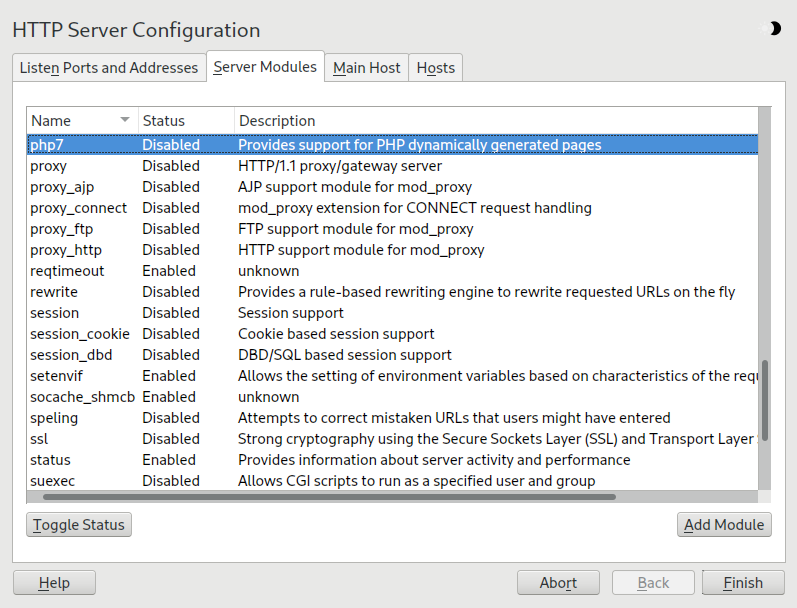 HTTP Server Configuration
Listen Ports and Addresses Server Modules Main Host Hosts
Name Status Description
php7 Disabled Provides support for PHP dynamically generated pages
proxy Disabled HTTP/1.1 proxy/gateway server
proxy_ajp Disabled AJP support module for mod_proxy
proxy_connect Disabled mod_proxy extension for CONNECT request handling
proxy_ftp Disabled FTP support module for mod_proxy
proxy_http Disabled HTTP support module for mod_proxy
reqtimeout Enabled unknown
rewrite Disabled Provides a rule-based rewriting engine to rewrite requested URLs on the fly
session Disabled Session support
session_cookie Disabled Cookie based session support
session_dbd Disabled DBD/SQL based session support
setenvif Enabled Allows the setting of environment variables based on characteristics of the
socache_shmcb Enabled unknown
speling Disabled Attempts to correct mistaken URLs that users might have entered
ssl Disabled Strong cryptography using the Secure Sockets Layer (SSL) and Transport Layer
status Enabled Provides information about server activity and performance
suexec Disabled Allows CGI scripts to run as a specified user and group
Toggle Status Add Module
Help Abort Back Finish